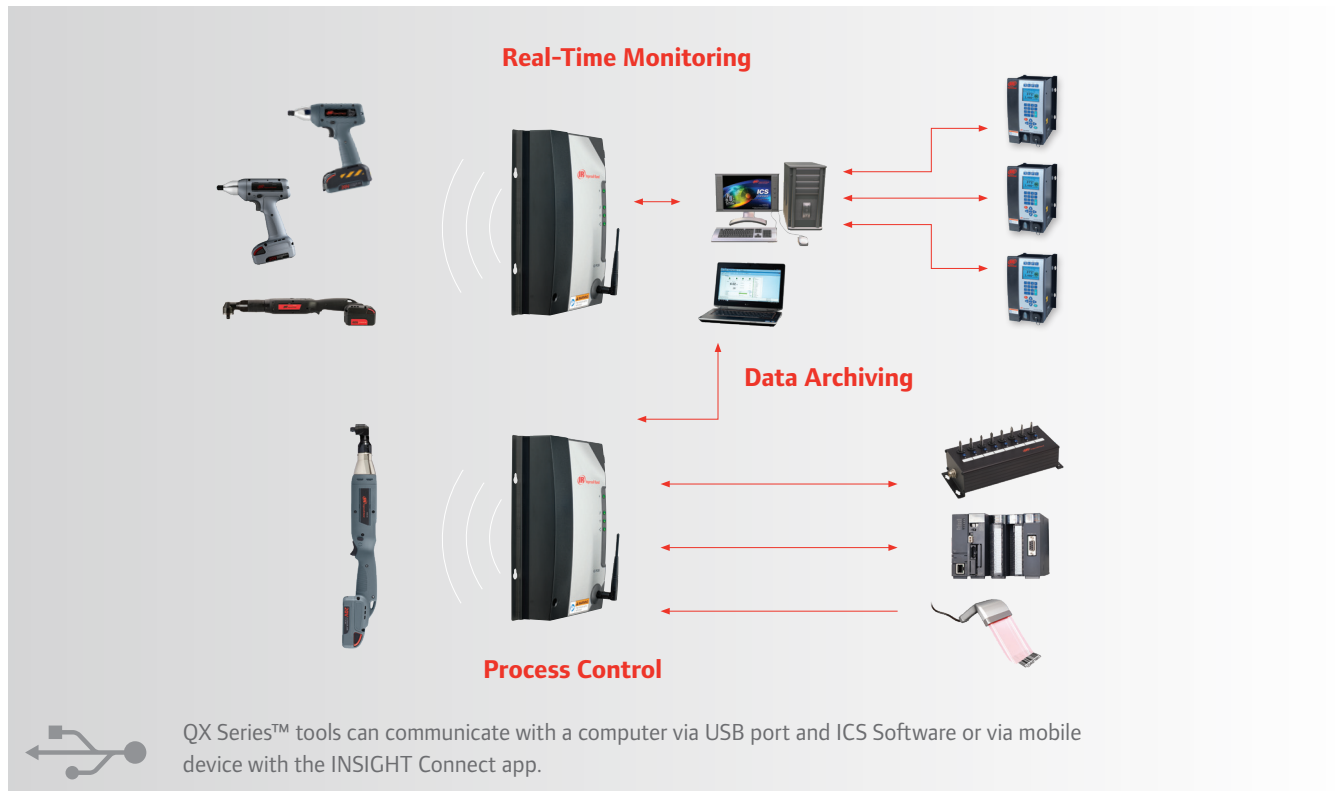 Real-Time Monitoring
ICS
Data Archiving
Process Control
QX Series™ tools can communicate with a computer via USB port and ICS Software or via mobile
device with the INSIGHT Connect app.